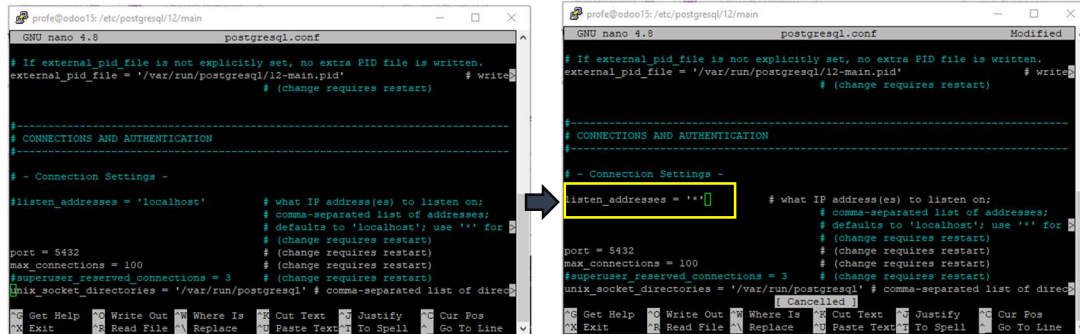 profe@odoo15: /etc/postgresql/12/main
GNU nano 4.8 postgresql.conf
# If external_pid_file is not explicitly set, no extra PID file is written.
external_pid_file = '/var/run/postgresql/12-main.pid' # write>
# (change requires restart)
#------------------------------------------------------------------------------
# CONNECTIONS AND AUTHENTICATION
#------------------------------------------------------------------------------
# - Connection Settings -
#listen_addresses = 'localhost' # what IP address(es) to listen on;
# comma-separated list of addresses;
# defaults to 'localhost'; use '*' for >
# (change requires restart)
port = 5432 # (change requires restart)
max_connections = 100 # (change requires restart)
#superuser_reserved_connections = 3 # (change requires restart)
unix_socket_directories = '/var/run/postgresql' # comma-separated list of direc>
^G Get Help ^O Write Out ^W Where Is ^K Cut Text ^J Justify ^C Cur Pos
^X Exit ^R Read File ^\ Replace ^U Paste Text ^T To Spell ^_ Go To Line
profe@odoo15: /etc/postgresql/12/main
GNU nano 4.8 postgresql.conf Modified
# If external_pid_file is not explicitly set, no extra PID file is written.
external_pid_file = '/var/run/postgresql/12-main.pid' # write>
# (change requires restart)
#------------------------------------------------------------------------------
# CONNECTIONS AND AUTHENTICATION
#------------------------------------------------------------------------------
# - Connection Settings -
listen_addresses = '*' # what IP address(es) to listen on;
# comma-separated list of addresses;
# defaults to 'localhost'; use '*' for >
# (change requires restart)
port = 5432 # (change requires restart)
max_connections = 100 # (change requires restart)
#superuser_reserved_connections = 3 # (change requires restart)
unix_socket_directories = '/var/run/postgresql' # comma-separated list of direc>
[ Cancelled ]
^G Get Help ^O Write Out ^W Where Is ^K Cut Text ^J Justify ^C Cur Pos
^X Exit ^R Read File ^\ Replace ^U Paste Text ^T To Spell ^_ Go To Line